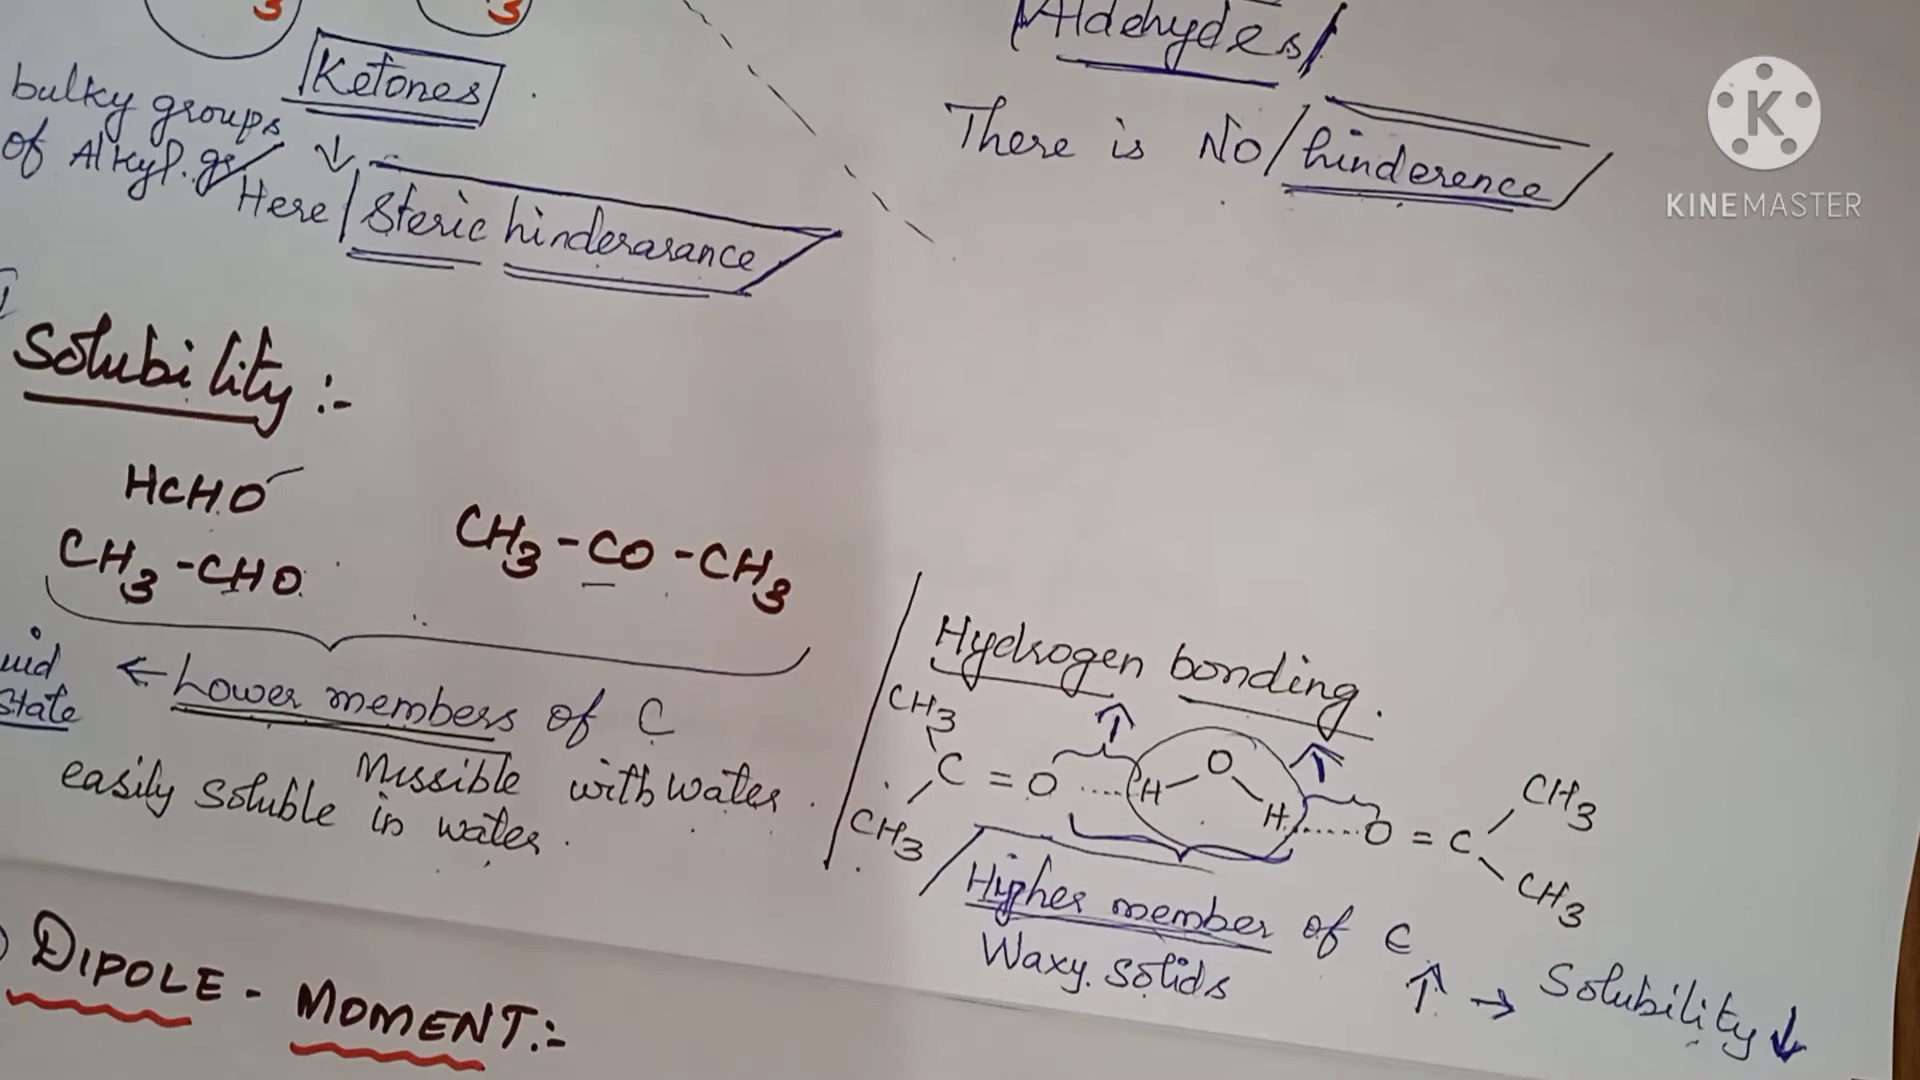 3 3
Ketones
bulky groups
of Alkyl. gr
Here Steric hinderarance
Aldehydes
There is No hinderence
KINEMASTER
Solubility :-
HCHO
CH3 - CHO
CH3 - CO - CH3
← Lower members of C
State
Missible with water.
easily soluble in water.
Hydrogen bonding.
CH3
C = O ..... H O H ..... O = C
CH3
CH3
CH3
Higher member of C ↑ → Solubility ↓
Waxy solids
DIPOLE - MOMENT :-